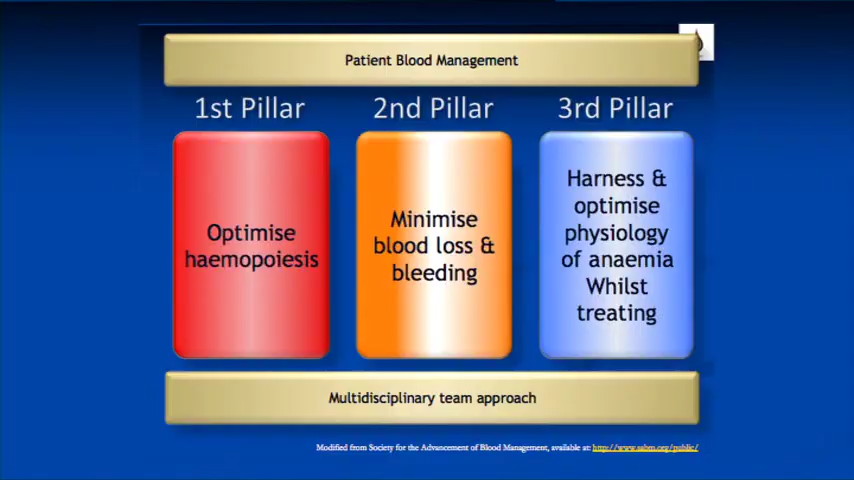 Patient Blood Management
1st Pillar
2nd Pillar
3rd Pillar
Optimise
haemopoiesis
Minimise
blood loss &
bleeding
Harness &
optimise
physiology
of anaemia
Whilst
treating
Multidisciplinary team approach
Modified from Society for the Advancement of Blood Management, available at: http://www.sabm.org/public/